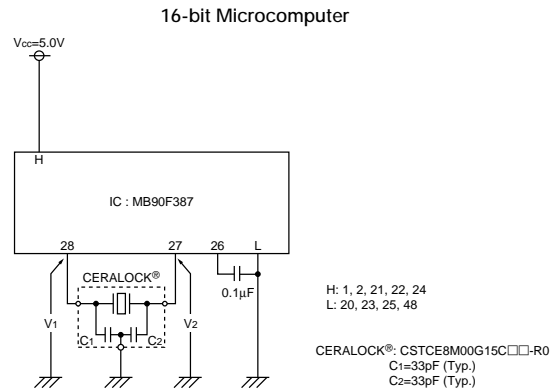 16-bit Microcomputer
Vcc=5.0V
H
IC : MB90F387
28 27 26 L
CERALOCK®
0.1μF
V1 C1 C2 V2
H: 1, 2, 21, 22, 24
L: 20, 23, 25, 48
CERALOCK®: CSTCE8M00G15C□□-R0
C1=33pF (Typ.)
C2=33pF (Typ.)